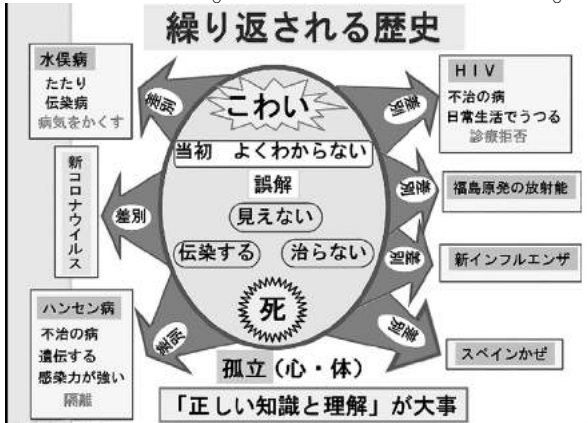 繰り返される歴史
水俣病
たたり
伝染病
病気をかくす
差別
新コロナウイルス
差別
ハンセン病
不治の病
遺伝する
感染力が強い
隔離
差別
こわい
当初 よくわからない
誤解
見えない
伝染する
治らない
死
孤立(心・体)
「正しい知識と理解」が大事
差別
HIV
不治の病
日常生活でうつる
診療拒否
差別
福島原発の放射能
差別
新インフルエンザ
差別
スペインかぜ